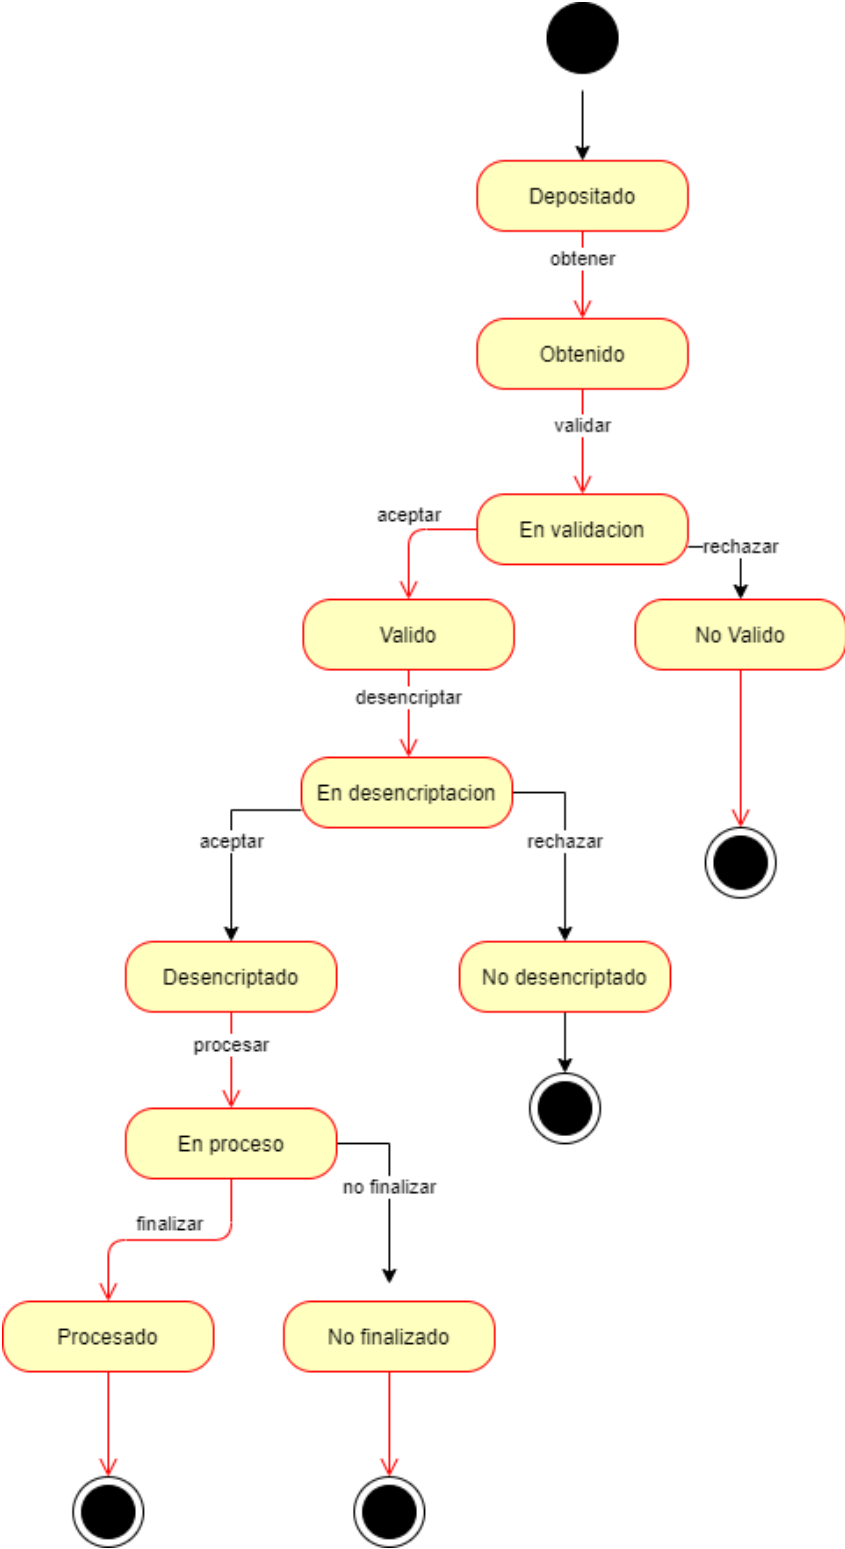 Depositado
obtener
Obtenido
validar
En validacion
aceptar
rechazar
Valido
No Valido
desencriptar
En desencriptacion
aceptar
rechazar
Desencriptado
No desencriptado
procesar
En proceso
no finalizar
finalizar
Procesado
No finalizado